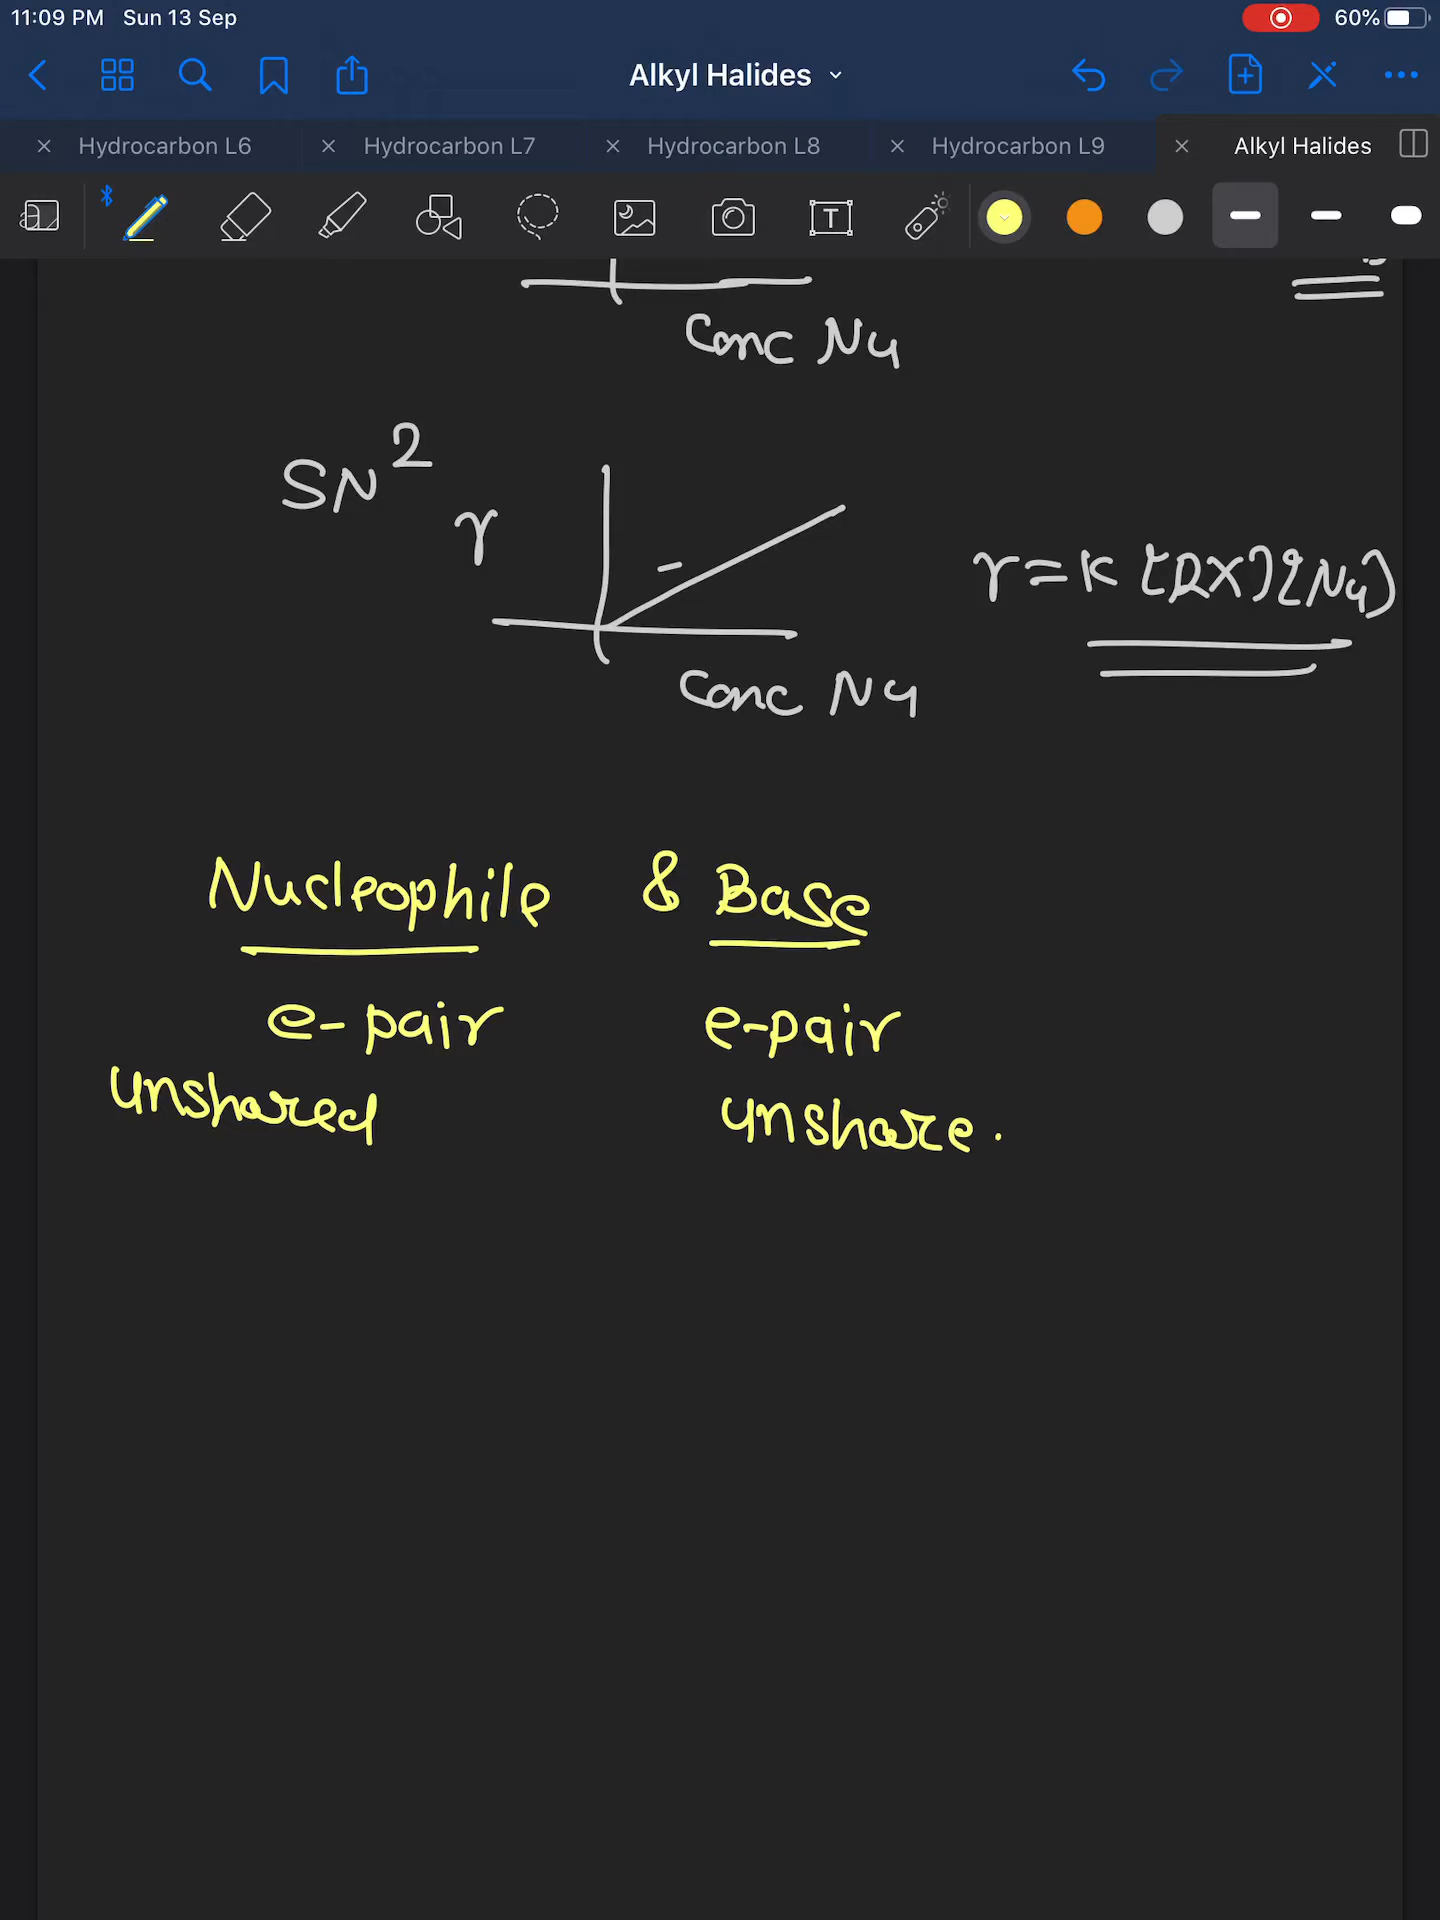 11:09 PM Sun 13 Sep 60%
Alkyl Halides
Hydrocarbon L6 Hydrocarbon L7 Hydrocarbon L8 Hydrocarbon L9 Alkyl Halides
Conc Nu
SN²
r
r = K [RX] [Nu]
Conc Nu
Nucleophile & Base
e- pair e-pair
unshared unshare.